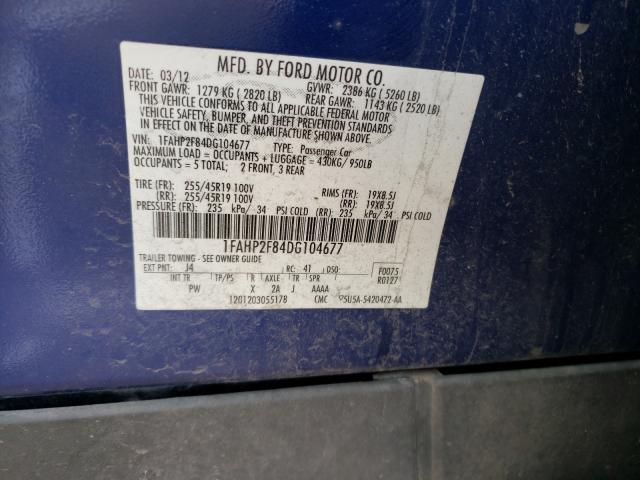 MFD. BY FORD MOTOR CO.
DATE: 03/12 GVWR: 2386 KG ( 5260 LB)
FRONT GAWR: 1279 KG ( 2820 LB) REAR GAWR: 1143 KG ( 2520 LB)
THIS VEHICLE CONFORMS TO ALL APPLICABLE FEDERAL MOTOR
VEHICLE SAFETY, BUMPER, AND THEFT PREVENTION STANDARDS
IN EFFECT ON THE DATE OF MANUFACTURE SHOWN ABOVE.
VIN: 1FAHP2F84DG104677 TYPE: Passenger Car
MAXIMUM LOAD = OCCUPANTS + LUGGAGE = 430KG/ 950LB
OCCUPANTS = 5 TOTAL; 2 FRONT, 3 REAR
TIRE (FR): 255/45R19 100V RIMS (FR): 19X8.5J
(RR): 255/45R19 100V (RR): 19X8.5J
PRESSURE (FR): 235 kPa/ 34 PSI COLD (RR): 235 kPa/ 34 PSI COLD
1FAHP2F84DG104677
TRAILER TOWING - SEE OWNER GUIDE
EXT PNT: J4 RC: 41 DSO: F0075
R0127
INT TR TP/PS R AXLE TR SPR
PW X 2A J AAAA
1201203055178 CMC 5U5A-5420472-AA